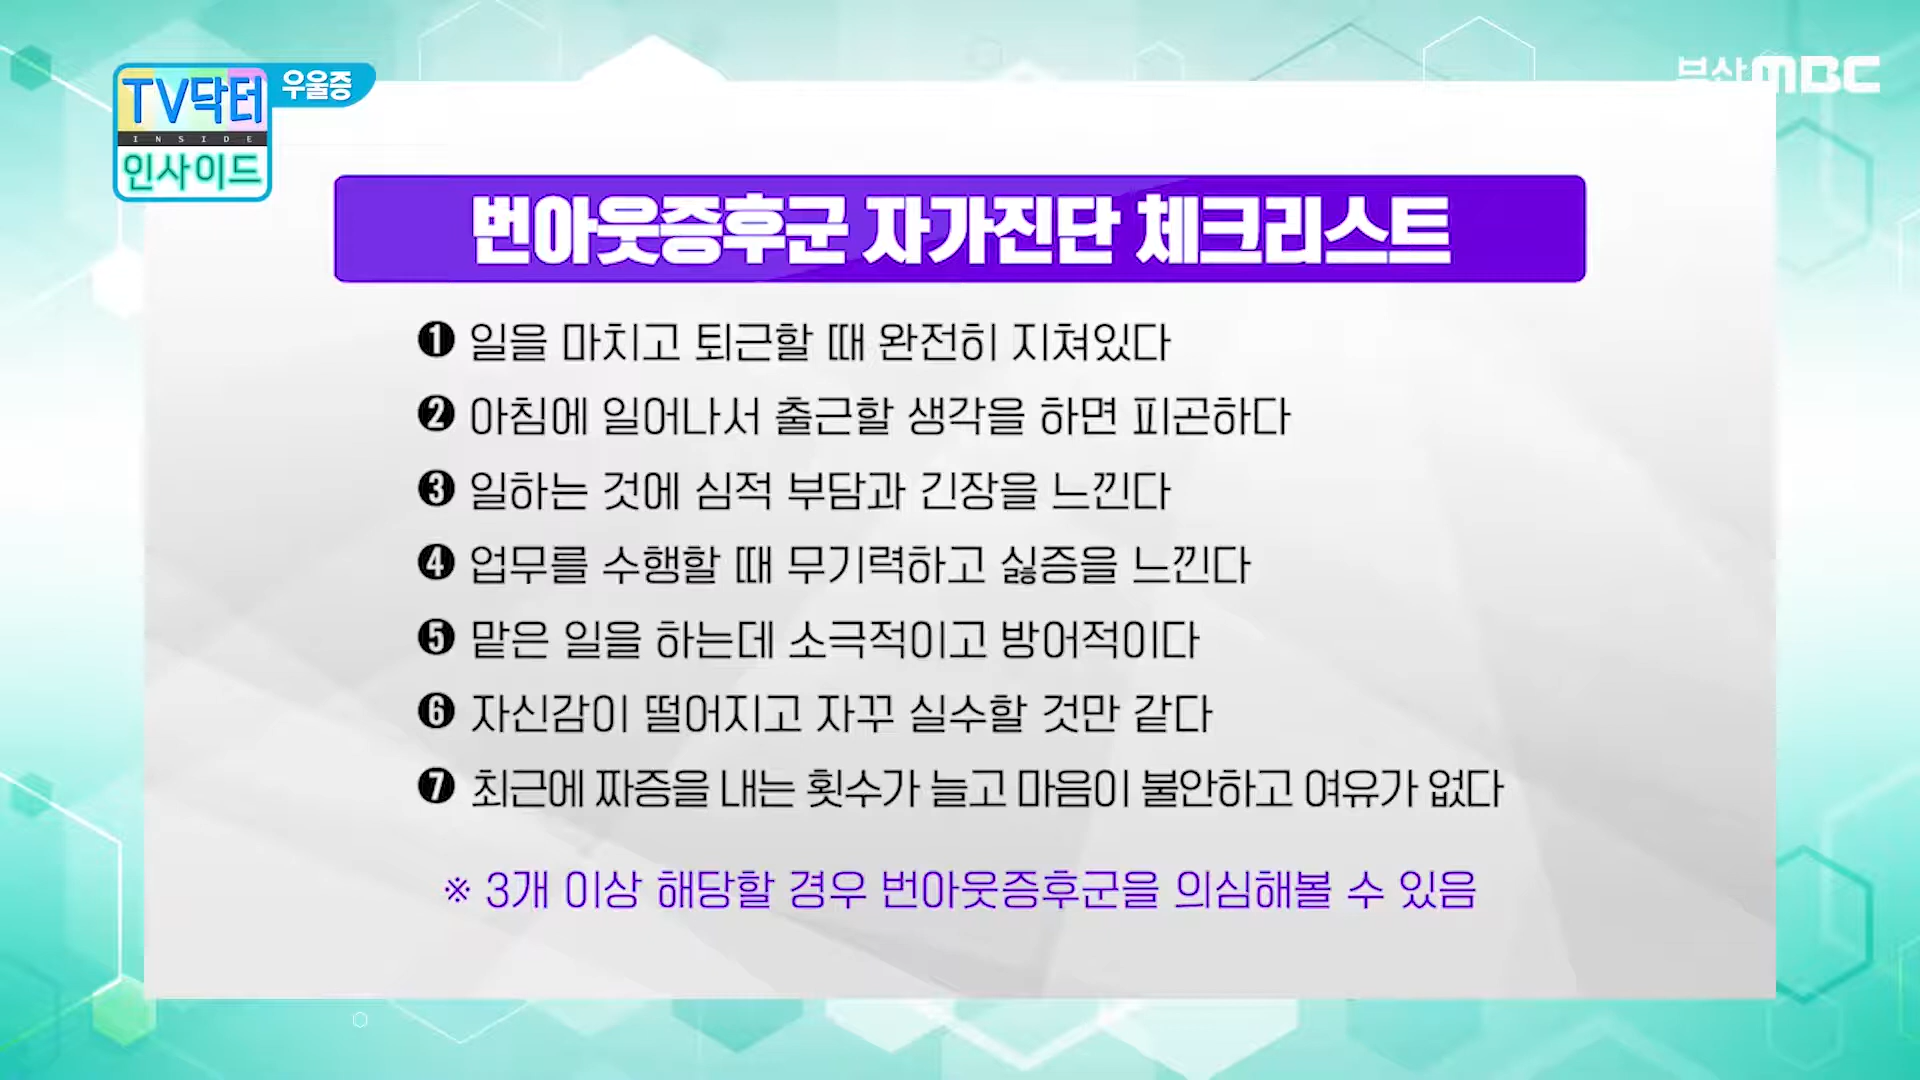 TV닥터
INSIDE
인사이드
우울증
부산MBC
번아웃증후군 자가진단 체크리스트
❶ 일을 마치고 퇴근할 때 완전히 지쳐있다
❷ 아침에 일어나서 출근할 생각을 하면 피곤하다
❸ 일하는 것에 심적 부담과 긴장을 느낀다
❹ 업무를 수행할 때 무기력하고 싫증을 느낀다
❺ 맡은 일을 하는데 소극적이고 방어적이다
❻ 자신감이 떨어지고 자꾸 실수할 것만 같다
❼ 최근에 짜증을 내는 횟수가 늘고 마음이 불안하고 여유가 없다
※ 3개 이상 해당할 경우 번아웃증후군을 의심해볼 수 있음